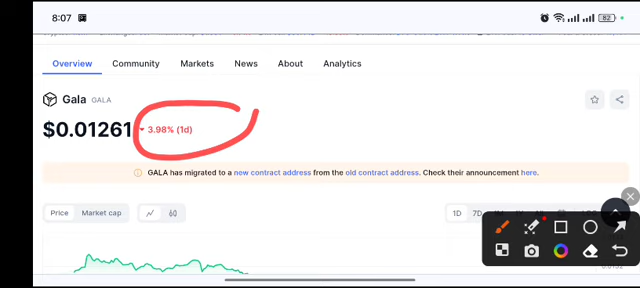 8:07
82
Overview Community Markets News About Analytics
Gala GALA
$0.01261 3.98% (1d)
GALA has migrated to a new contract address from the old contract address. Check their announcement here.
Price Market cap
1D 7D